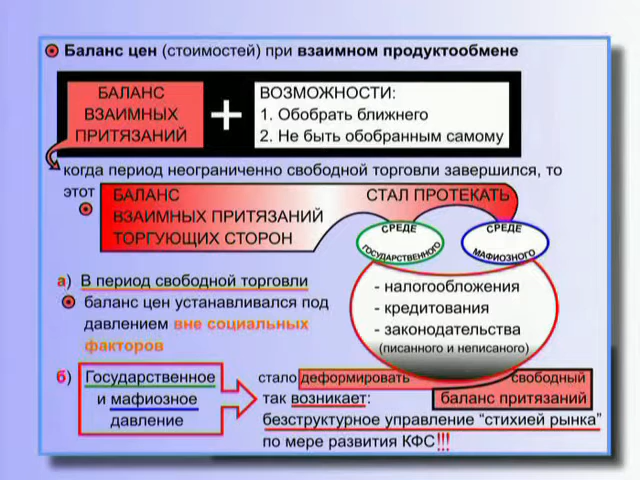 Баланс цен (стоимостей) при взаимном продуктообмене
БАЛАНС
ВЗАИМНЫХ
ПРИТЯЗАНИЙ
+
ВОЗМОЖНОСТИ:
1. Обобрать ближнего
2. Не быть обобранным самому
когда период неограниченно свободной торговли завершился, то
этот
БАЛАНС
ВЗАИМНЫХ ПРИТЯЗАНИЙ
ТОРГУЮЩИХ СТОРОН
СТАЛ ПРОТЕКАТЬ
СРЕДЕ
ГОСУДАРСТВЕННОГО
СРЕДЕ
МАФИОЗНОГО
- налогообложения
- кредитования
- законодательства
(писанного и неписаного)
а) В период свободной торговли
баланс цен устанавливался под
давлением вне социальных
факторов
б) Государственное
и мафиозное
давление
стало деформировать свободный
так возникает: баланс притязаний
безструктурное управление “стихией рынка”
по мере развития КФС!!!